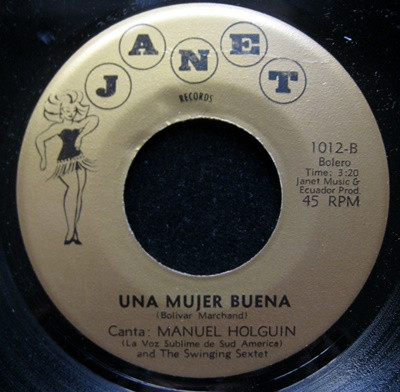 JANET
RECORDS
1012-B
Bolero
Time: 3:20
Janet Music &
Ecuador Prod.
45 RPM
UNA MUJER BUENA
(Bolivar Marchand)
Canta: MANUEL HOLGUIN
(La Voz Sublime de Sud America)
and The Swinging Sextet